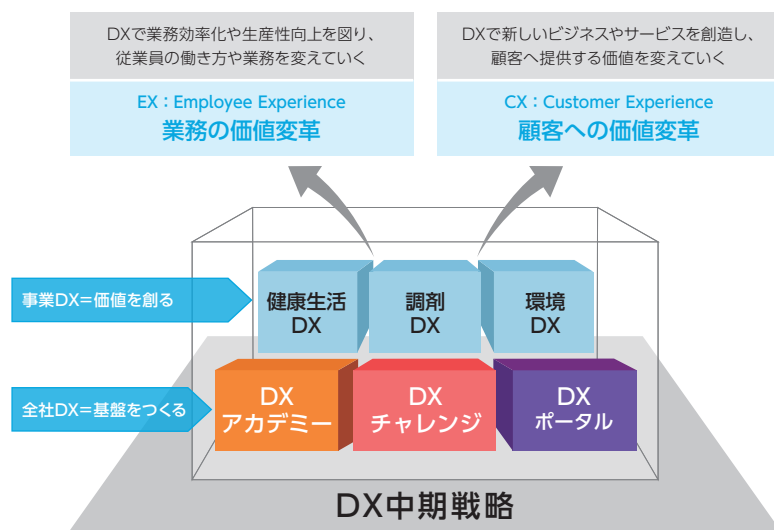 DXで業務効率化や生産性向上を図り、
従業員の働き方や業務を変えていく
EX：Employee Experience
業務の価値変革
DXで新しいビジネスやサービスを創造し、
顧客へ提供する価値を変えていく
CX：Customer Experience
顧客への価値変革
事業DX=価値を創る
健康生活
DX
調剤
DX
環境
DX
全社DX=基盤をつくる
DX
アカデミー
DX
チャレンジ
DX
ポータル
DX中期戦略